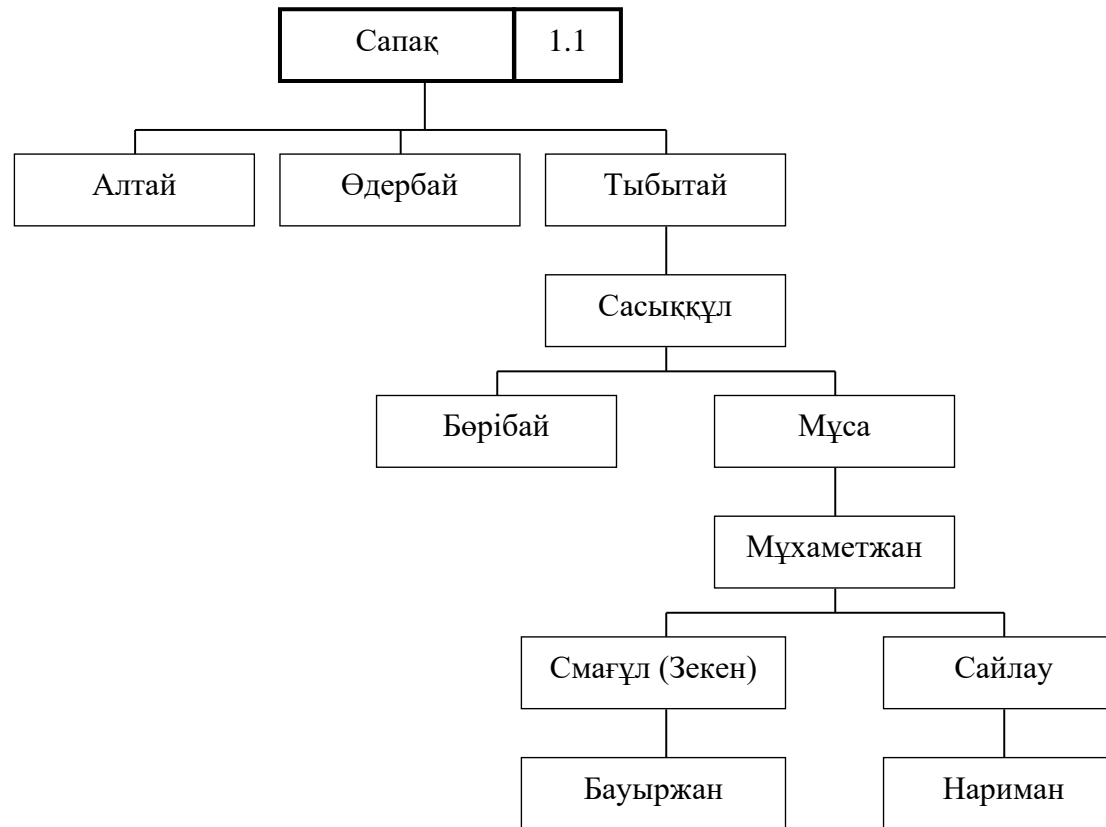 Сапақ 1.1
Алтай Өдербай Тыбытай
Сасыққұл
Бөрібай Мұса
Мұхаметжан
Смағұл (Зекен) Сайлау
Бауыржан Нариман